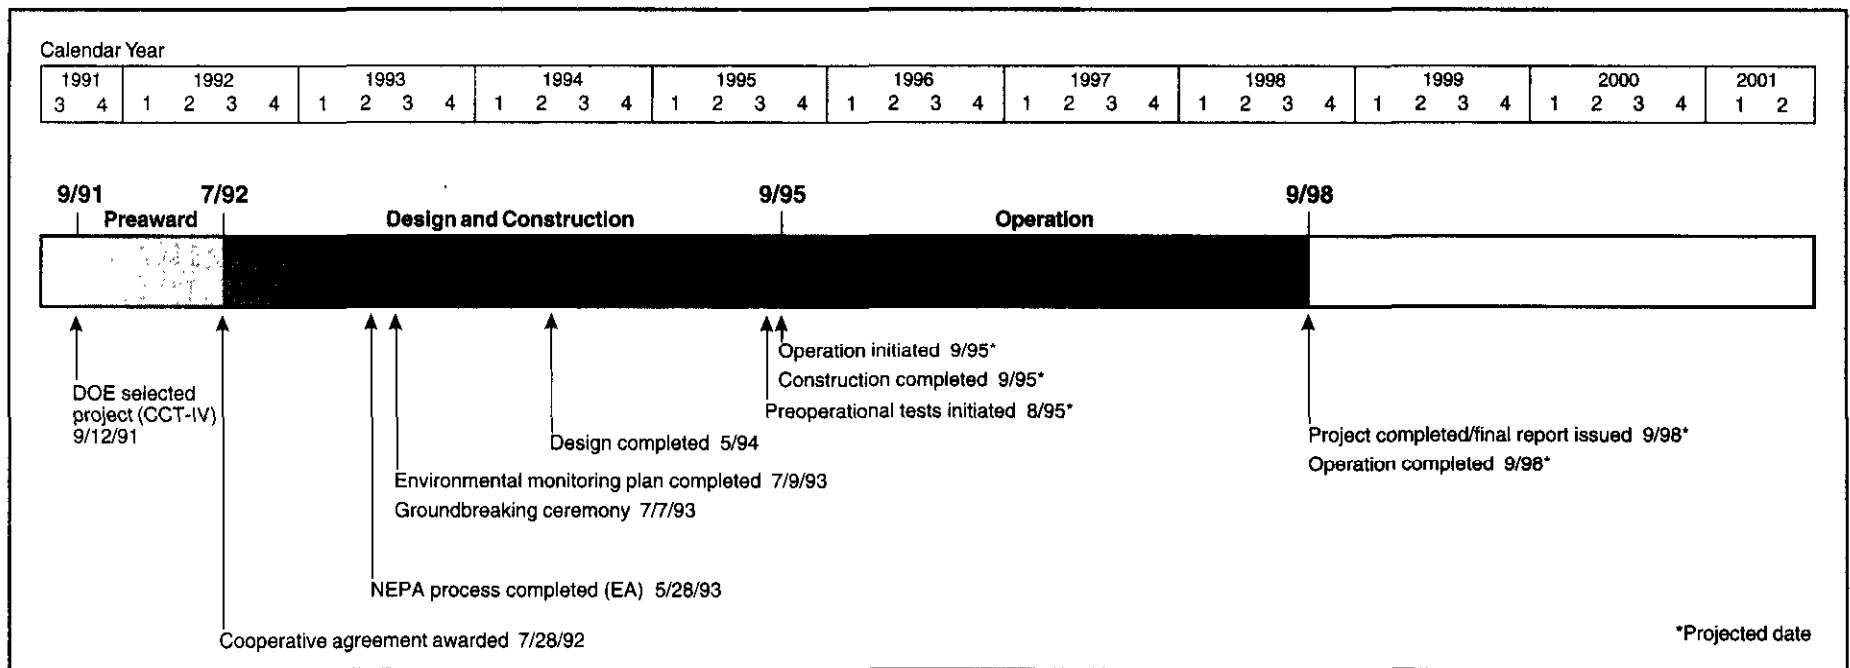 Calendar Year
1991 1992 1993 1994 1995 1996 1997 1998 1999 2000 2001
3 4 1 2 3 4 1 2 3 4 1 2 3 4 1 2 3 4 1 2 3 4 1 2 3 4 1 2 3 4 1 2 3 4 1 2 3 4 1 2
9/91 7/92 9/95 9/98
Preaward Design and Construction Operation
Operation initiated 9/95*
Construction completed 9/95*
DOE selected
project (CCT-IV)
9/12/91
Preoperational tests initiated 8/95*
Design completed 5/94
Project completed/final report issued 9/98*
Operation completed 9/98*
Environmental monitoring plan completed 7/9/93
Groundbreaking ceremony 7/7/93
NEPA process completed (EA) 5/28/93
Cooperative agreement awarded 7/28/92
*Projected date